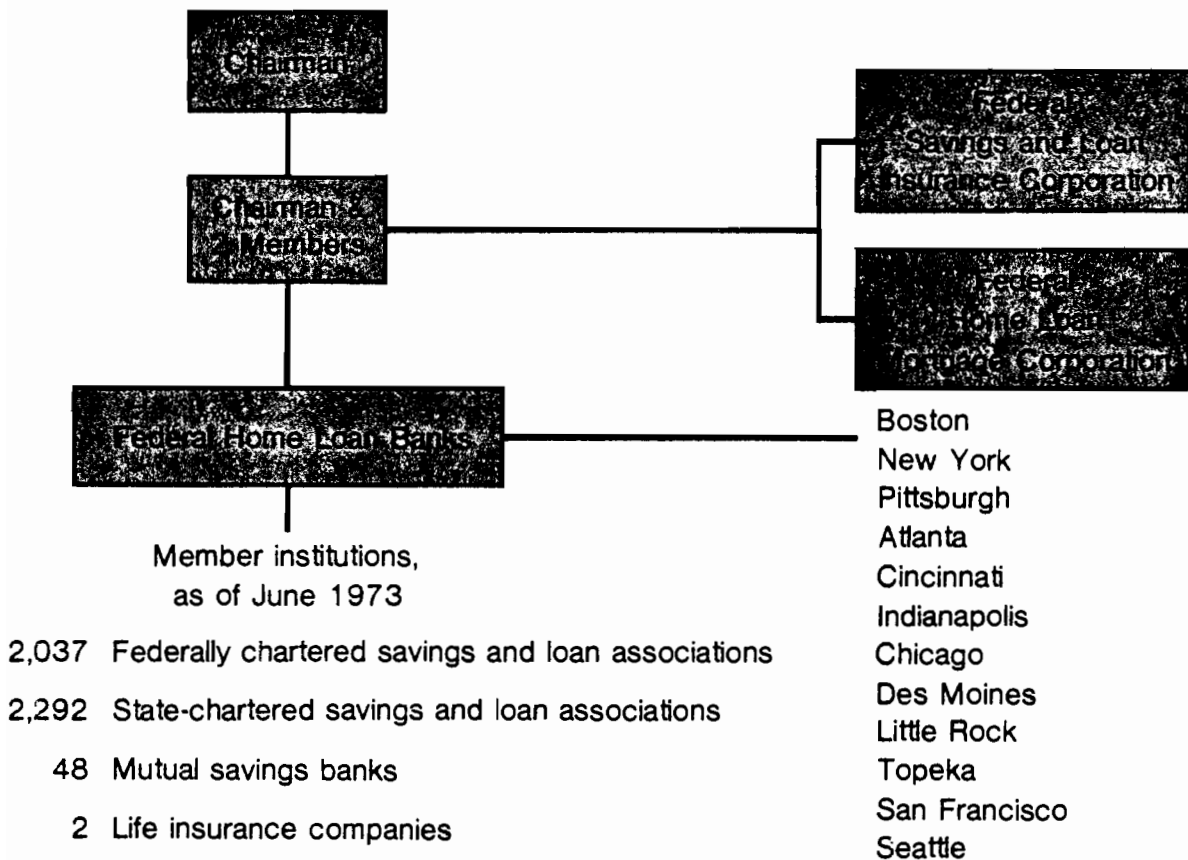 Chairman
Chairman &
2 Members
Federal
Savings and Loan
Insurance Corporation
Federal
Home Loan
Mortgage Corporation
Federal Home Loan Banks
Boston
New York
Pittsburgh
Atlanta
Cincinnati
Indianapolis
Chicago
Des Moines
Little Rock
Topeka
San Francisco
Seattle
Member institutions,
as of June 1973
2,037 Federally chartered savings and loan associations
2,292 State-chartered savings and loan associations
48 Mutual savings banks
2 Life insurance companies